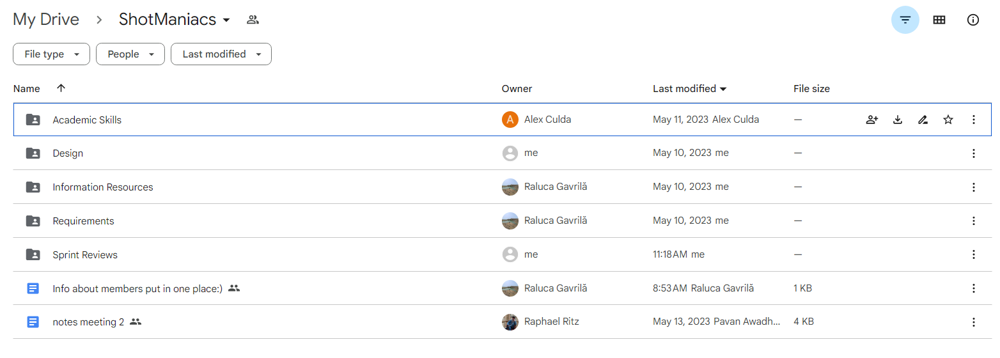 My Drive > ShotManiacs
File type People Last modified
Name Owner Last modified File size
Academic Skills A Alex Culda May 11, 2023 Alex Culda —
Design me May 10, 2023 me —
Information Resources Raluca Gavrilă May 10, 2023 me —
Requirements Raluca Gavrilă May 10, 2023 me —
Sprint Reviews me 11:18 AM me —
Info about members put in one place:) Raluca Gavrilă 8:53 AM Raluca Gavrilă 1 KB
notes meeting 2 Raphael Ritz May 13, 2023 Pavan Awadh... 4 KB